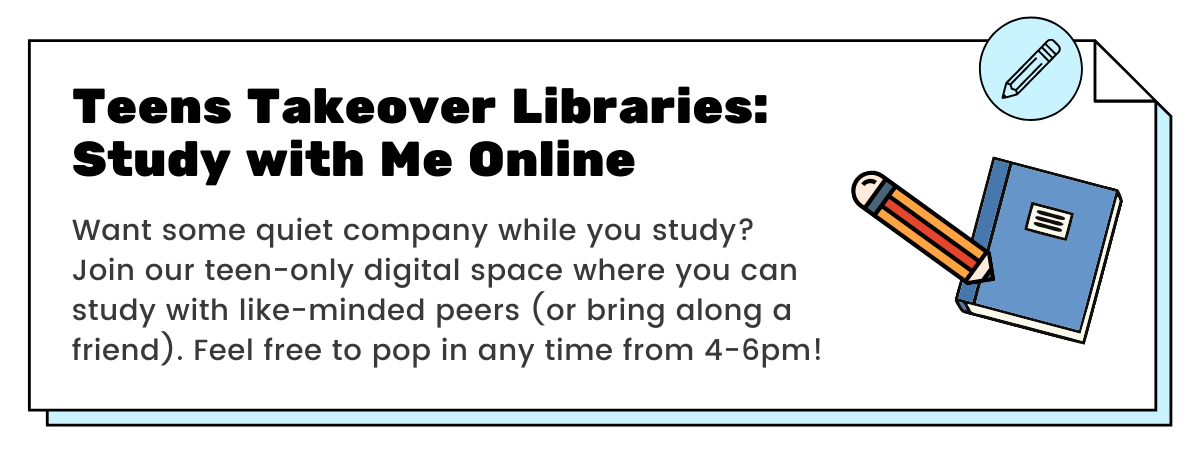 Teens Takeover Libraries:
Study with Me Online
Want some quiet company while you study?
Join our teen-only digital space where you can
study with like-minded peers (or bring along a
friend). Feel free to pop in any time from 4-6pm!